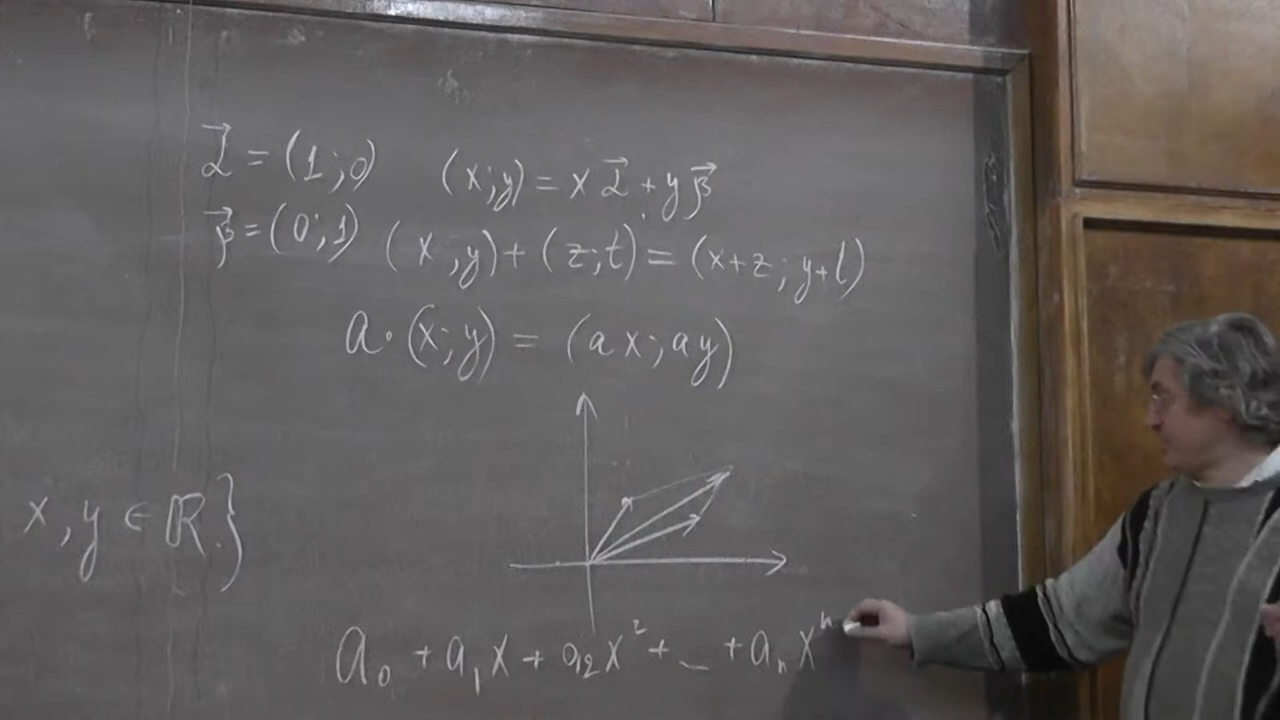 α⃗ = (1; 0) (x; y) = x α⃗ + y β⃗
β⃗ = (0; 1) (x; y) + (z; t) = (x+z; y+t)
a · (x; y) = (ax; ay)
x, y ∈ ℝ}
a₀ + a₁x + a₂x² + ... + aₙxⁿ